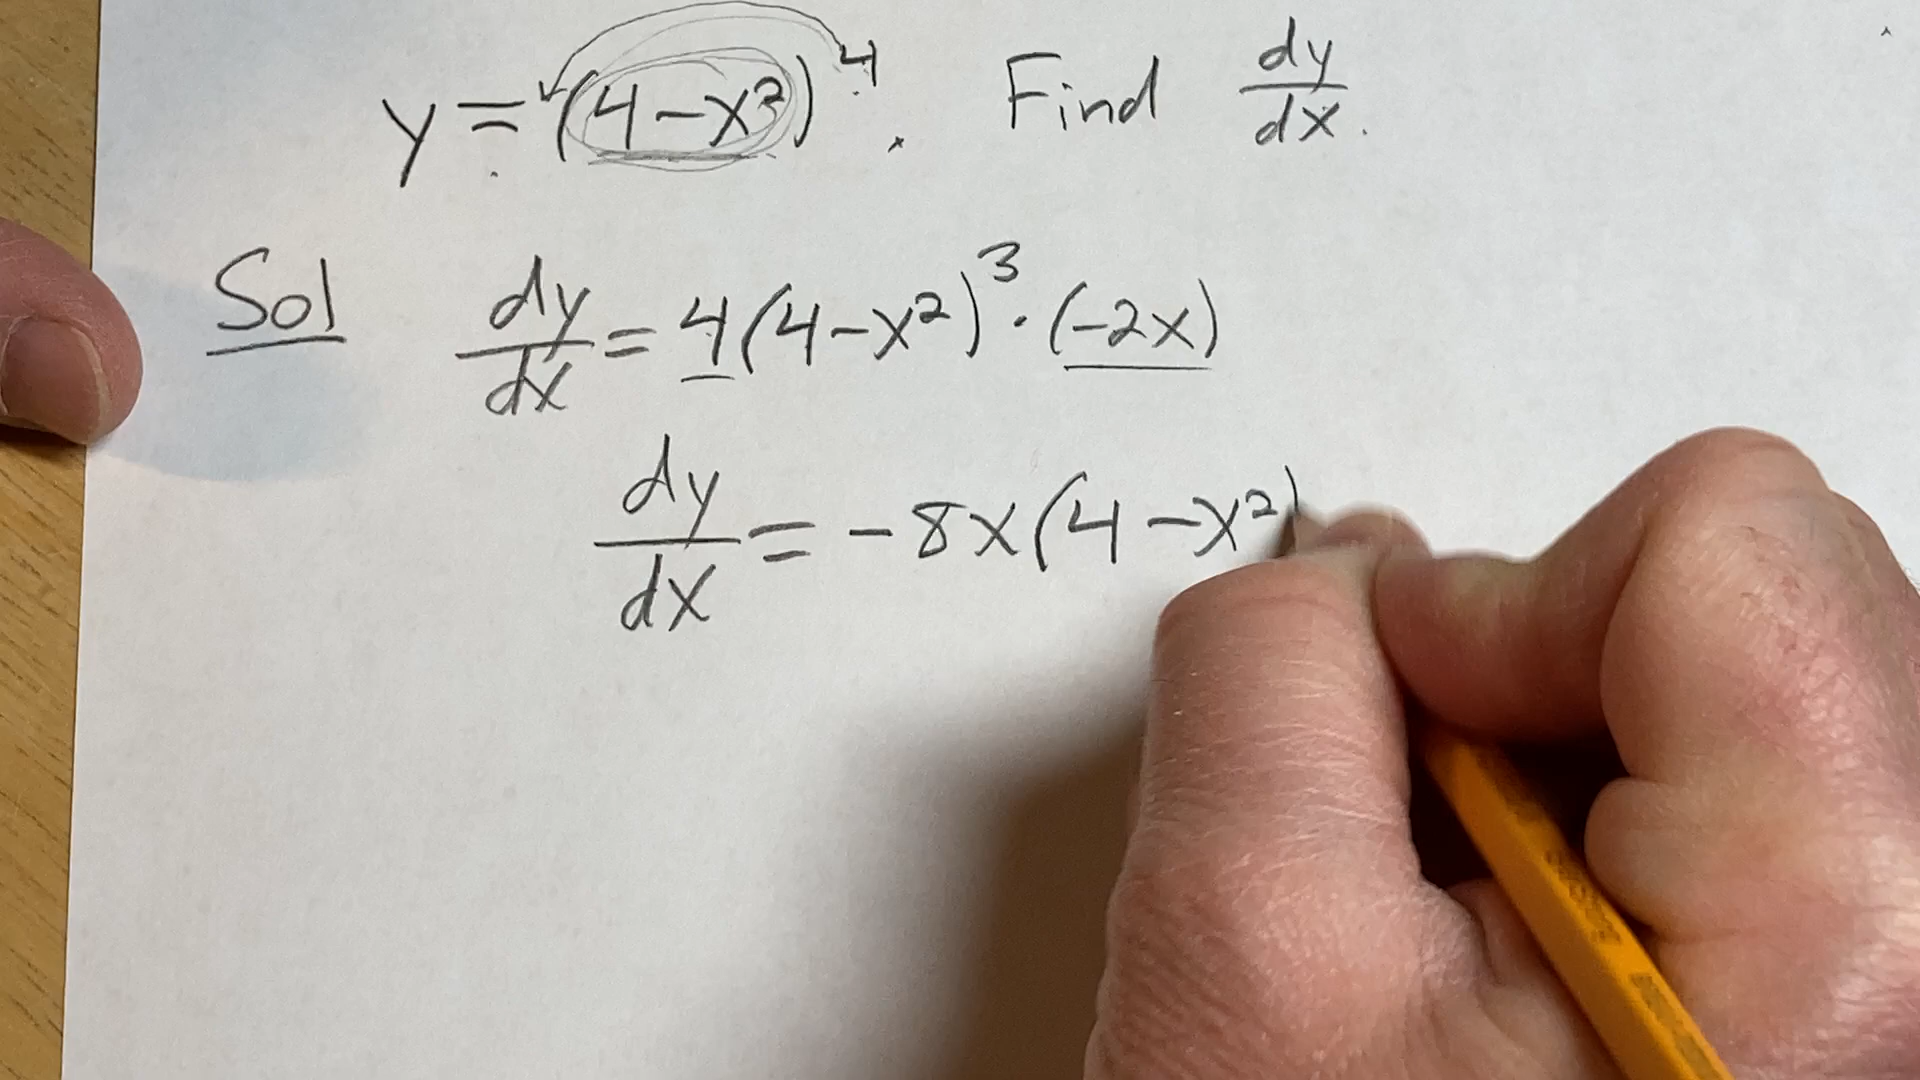 y = (4-x²)⁴. Find dy/dx.
Sol dy/dx = 4(4-x²)³·(-2x)
dy/dx = -8x(4-x²)